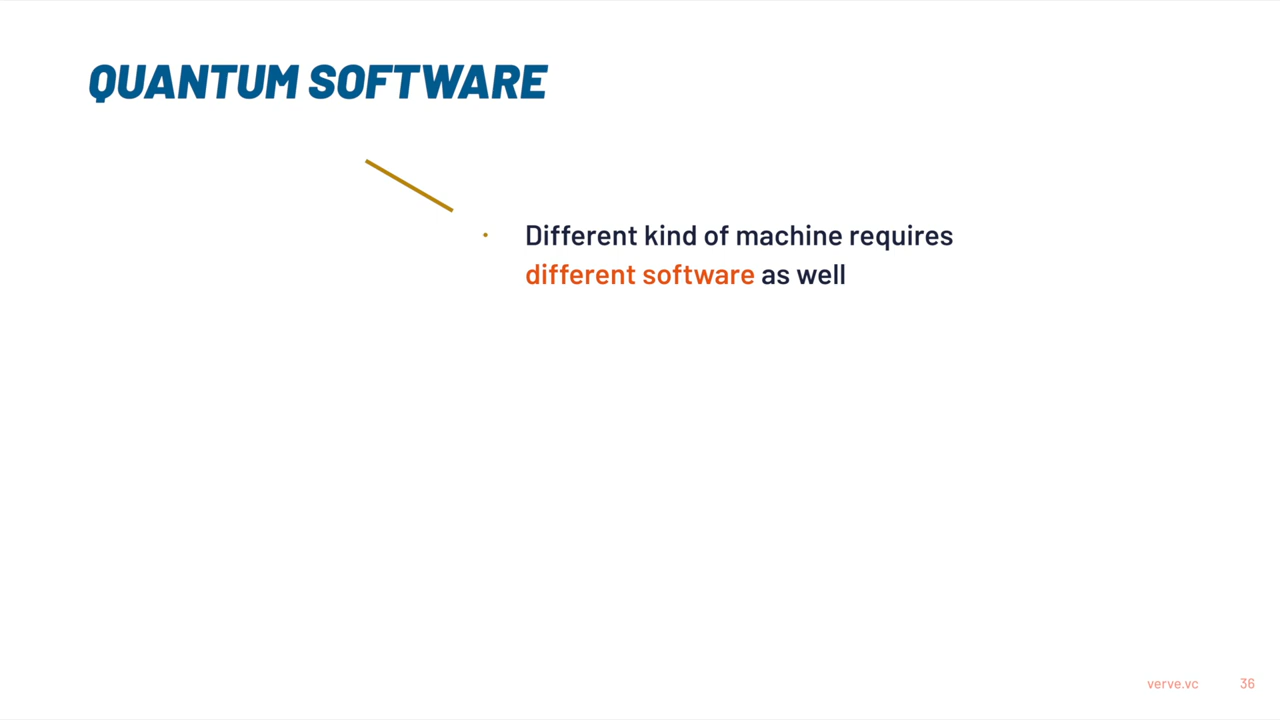 QUANTUM SOFTWARE
· Different kind of machine requires
different software as well
verve.vc 36